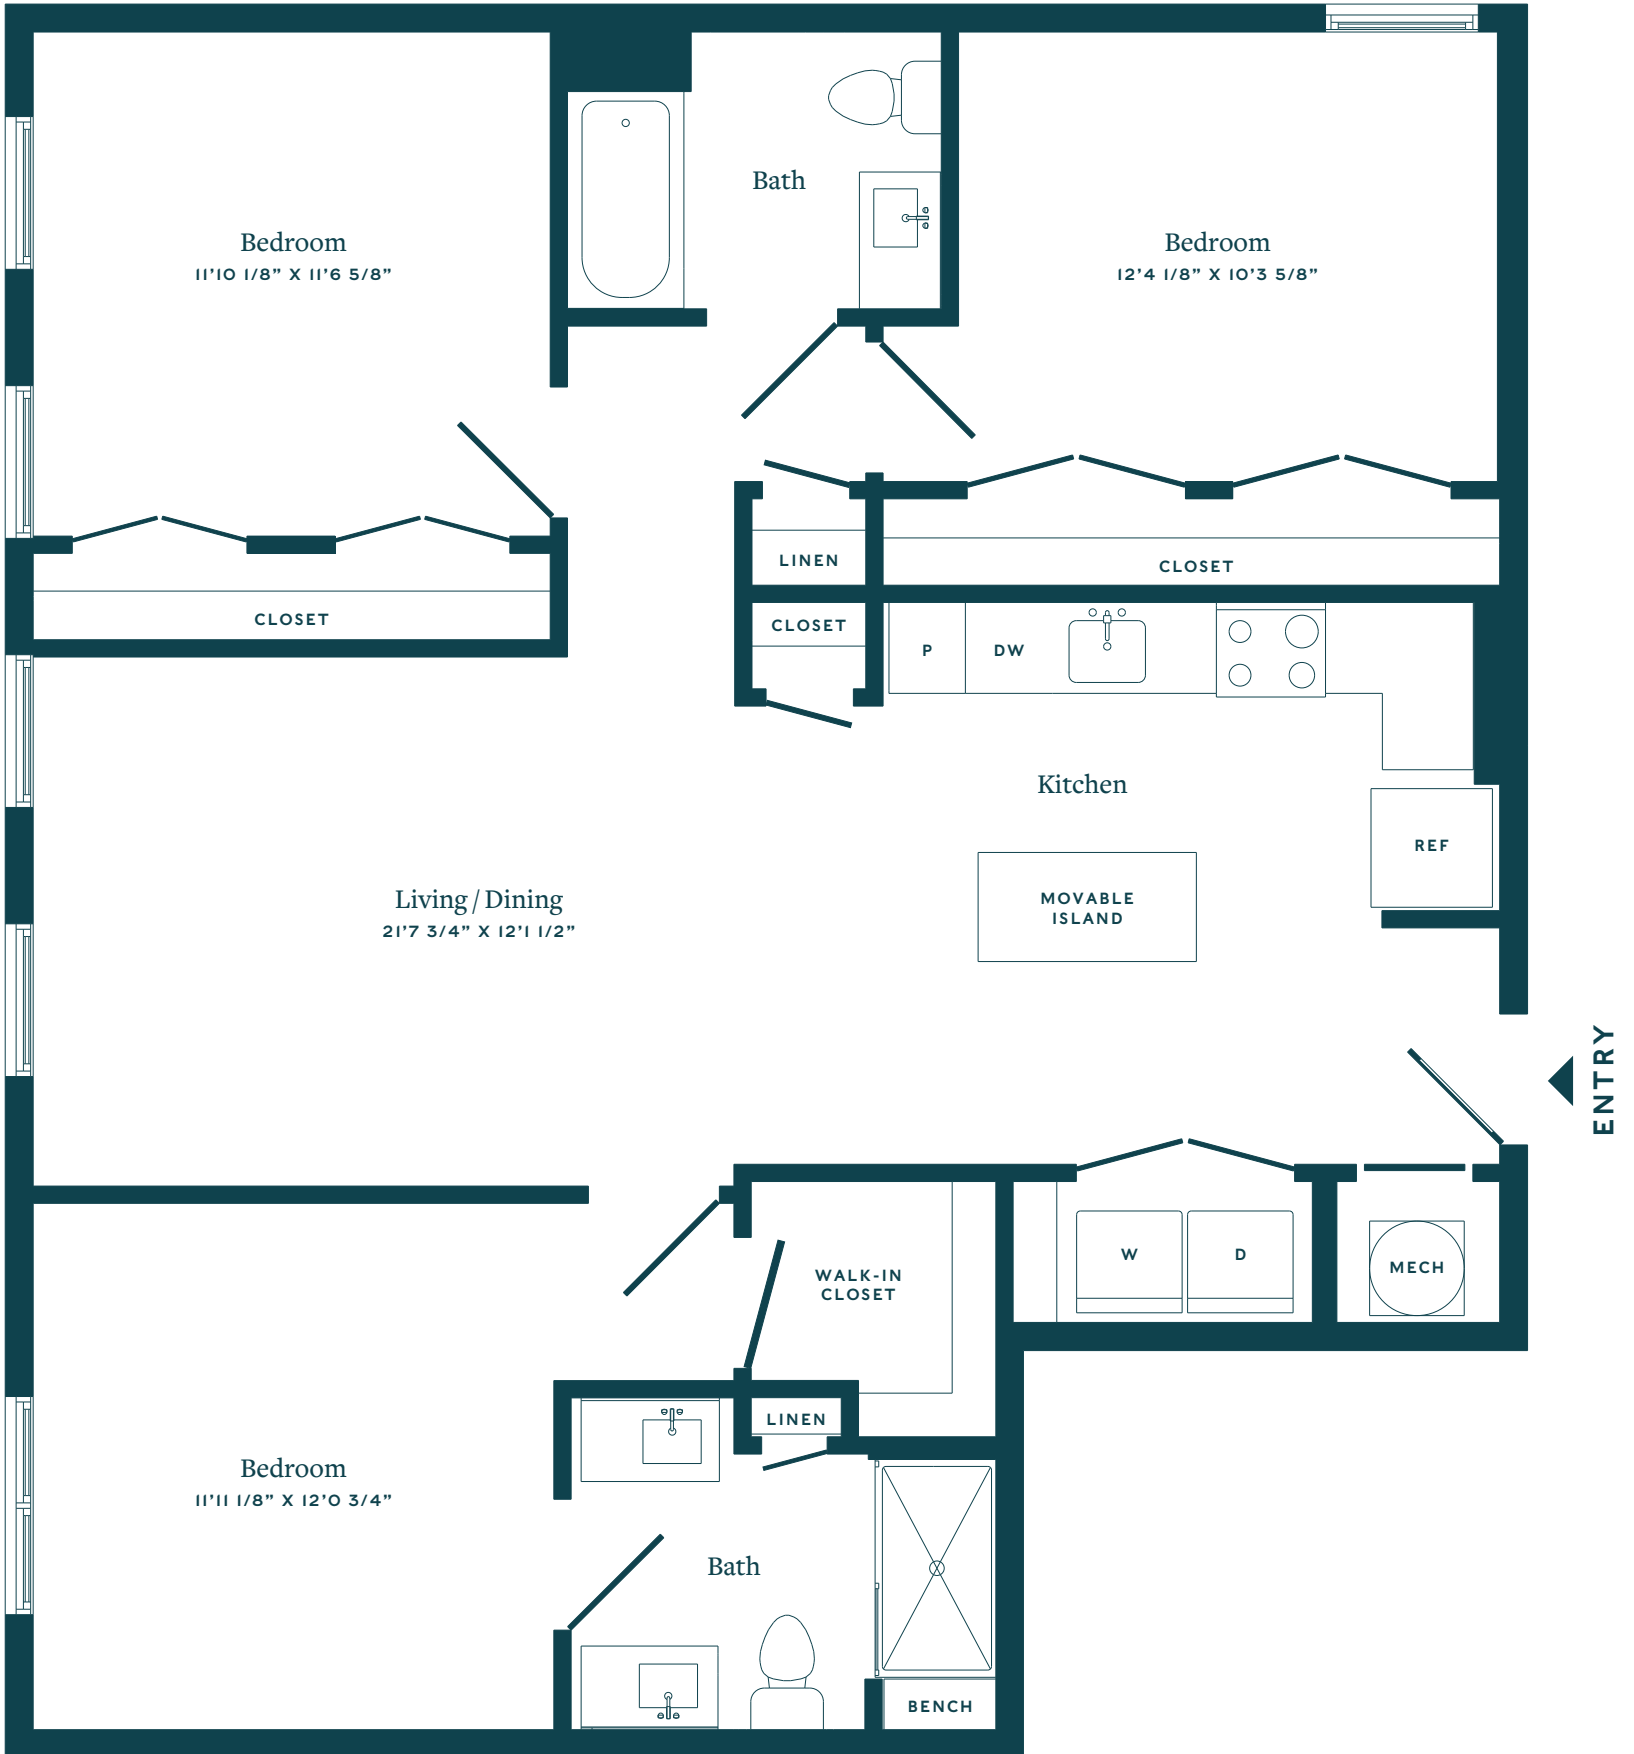 Bath
Bedroom
11'10 1/8” X 11'6 5/8”
Bedroom
12'4 1/8” X 10'3 5/8”
LINEN
CLOSET
CLOSET
CLOSET
P
DW
Kitchen
REF
MOVABLE
ISLAND
Living / Dining
21'7 3/4” X 12'1 1/2”
ENTRY
W
D
MECH
WALK-IN
CLOSET
LINEN
Bedroom
11'11 1/8” X 12'0 3/4”
Bath
BENCH